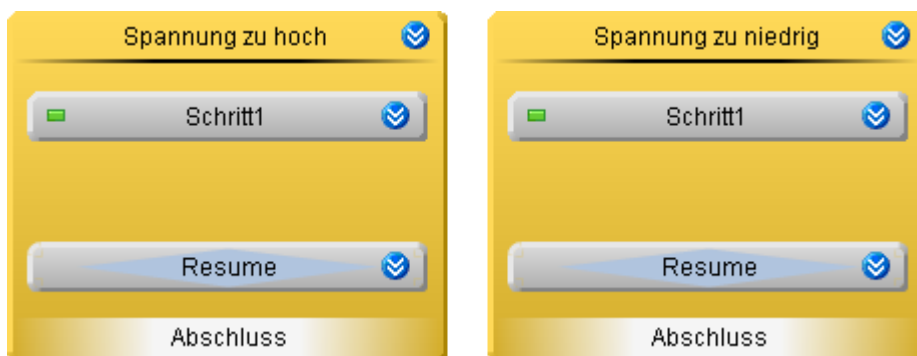 Spannung zu hoch
Schritt1
Resume
Abschluss
Spannung zu niedrig
Schritt1
Resume
Abschluss